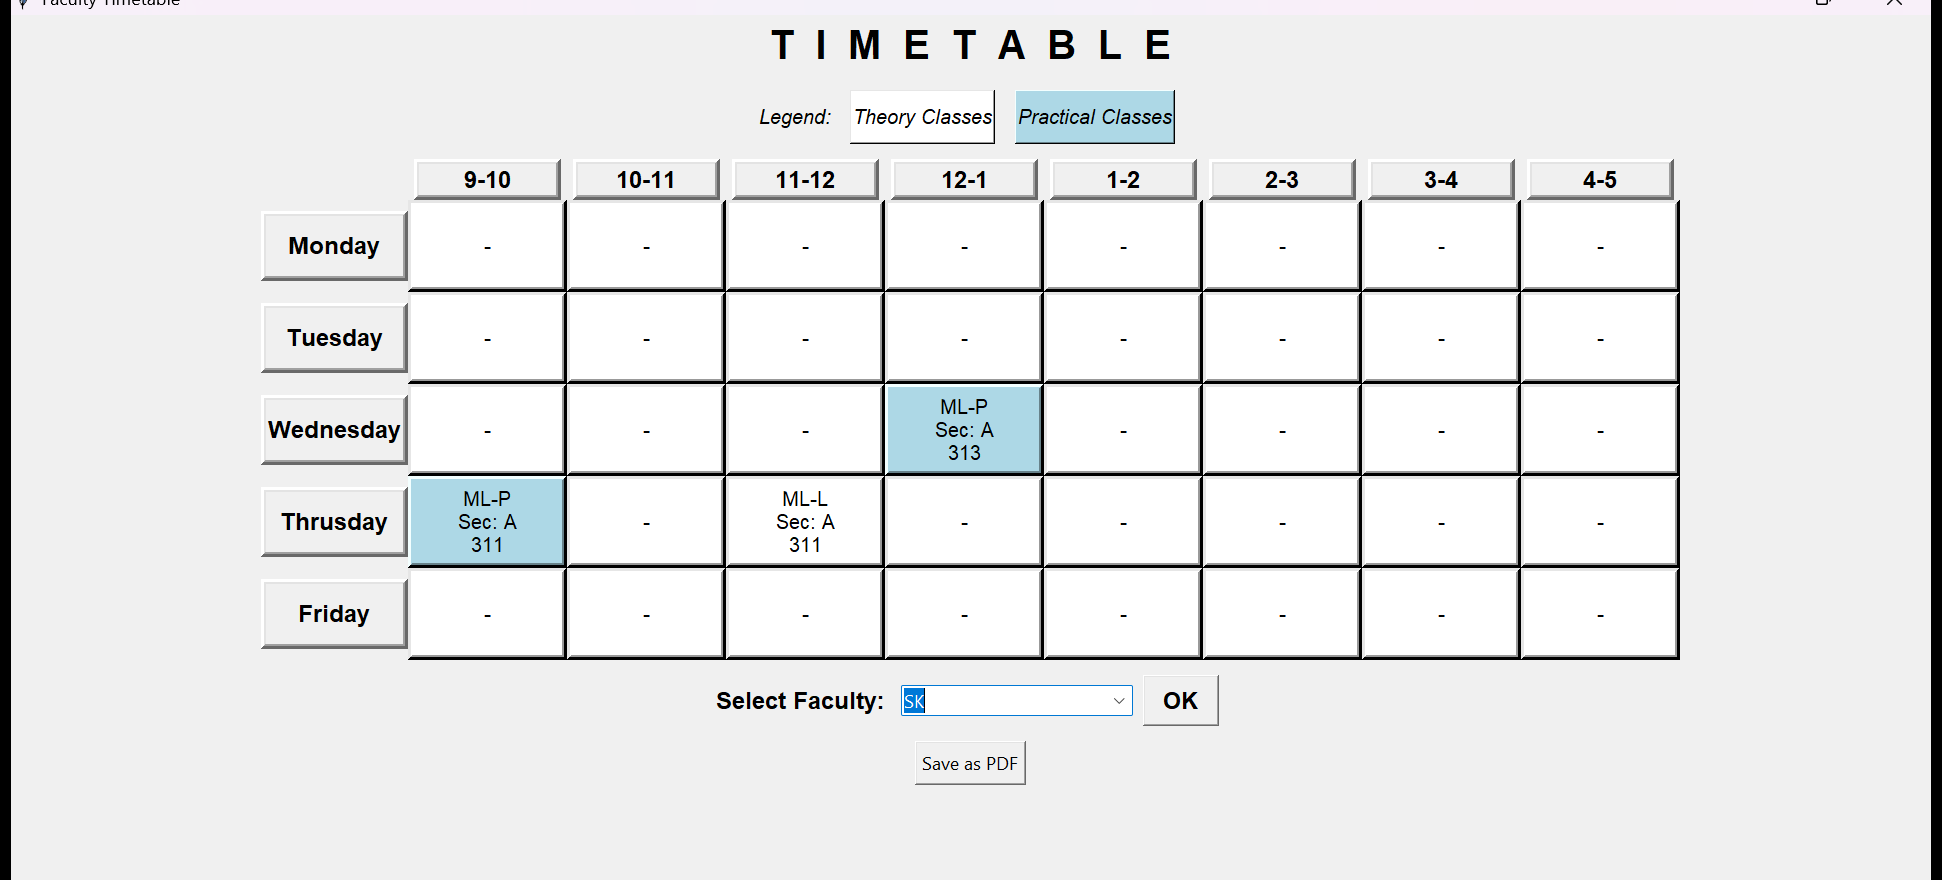 Faculty Timetable
T I M E T A B L E
Legend: Theory Classes Practical Classes
9-10 10-11 11-12 12-1 1-2 2-3 3-4 4-5
Monday - - - - - - - -
Tuesday - - - - - - - -
Wednesday - - - ML-P Sec: A 313 - - - -
Thrusday ML-P Sec: A 311 - ML-L Sec: A 311 - - - - -
Friday - - - - - - - -
Select Faculty: SK OK
Save as PDF